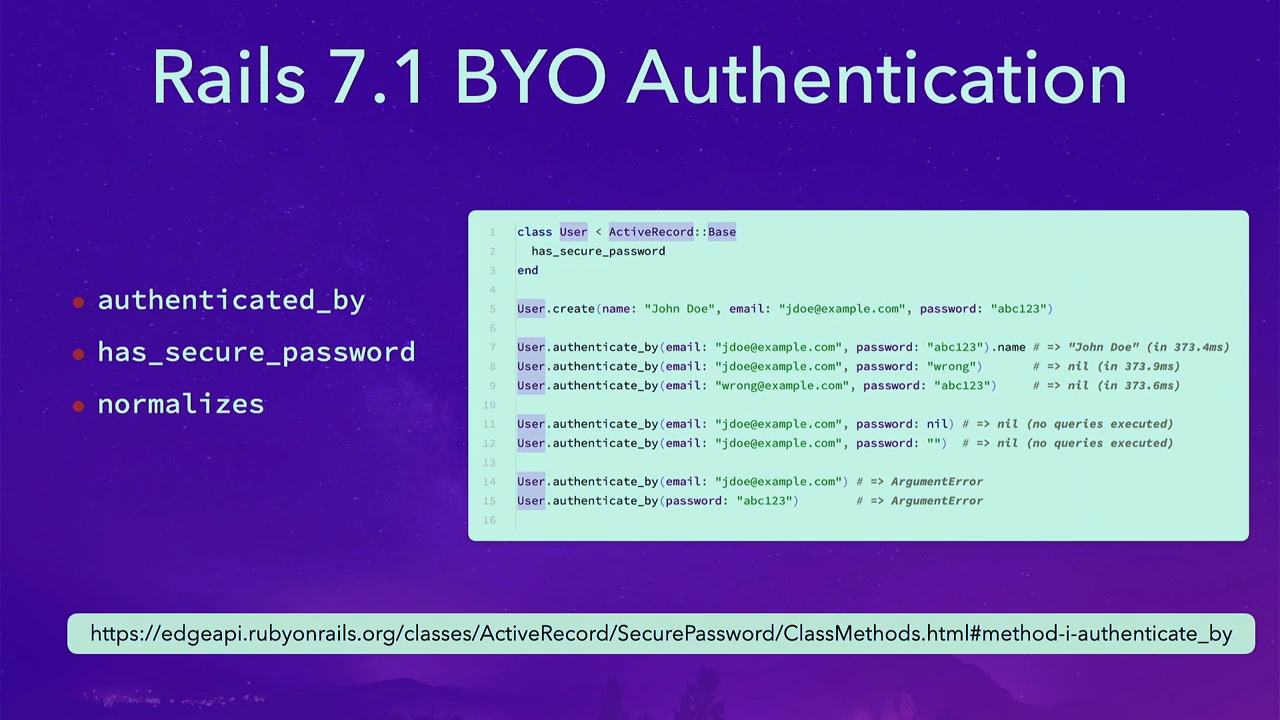 Rails 7.1 BYO Authentication
• authenticated_by
• has_secure_password
• normalizes
1 class User < ActiveRecord::Base
2   has_secure_password
3 end
4
5 User.create(name: "John Doe", email: "jdoe@example.com", password: "abc123")
6
7 User.authenticate_by(email: "jdoe@example.com", password: "abc123").name # => "John Doe" (in 373.4ms)
8 User.authenticate_by(email: "jdoe@example.com", password: "wrong")       # => nil (in 373.9ms)
9 User.authenticate_by(email: "wrong@example.com", password: "abc123")     # => nil (in 373.6ms)
10
11 User.authenticate_by(email: "jdoe@example.com", password: nil) # => nil (no queries executed)
12 User.authenticate_by(email: "jdoe@example.com", password: "")  # => nil (no queries executed)
13
14 User.authenticate_by(email: "jdoe@example.com") # => ArgumentError
15 User.authenticate_by(password: "abc123")        # => ArgumentError
16
https://edgeapi.rubyonrails.org/classes/ActiveRecord/SecurePassword/ClassMethods.html#method-i-authenticate_by